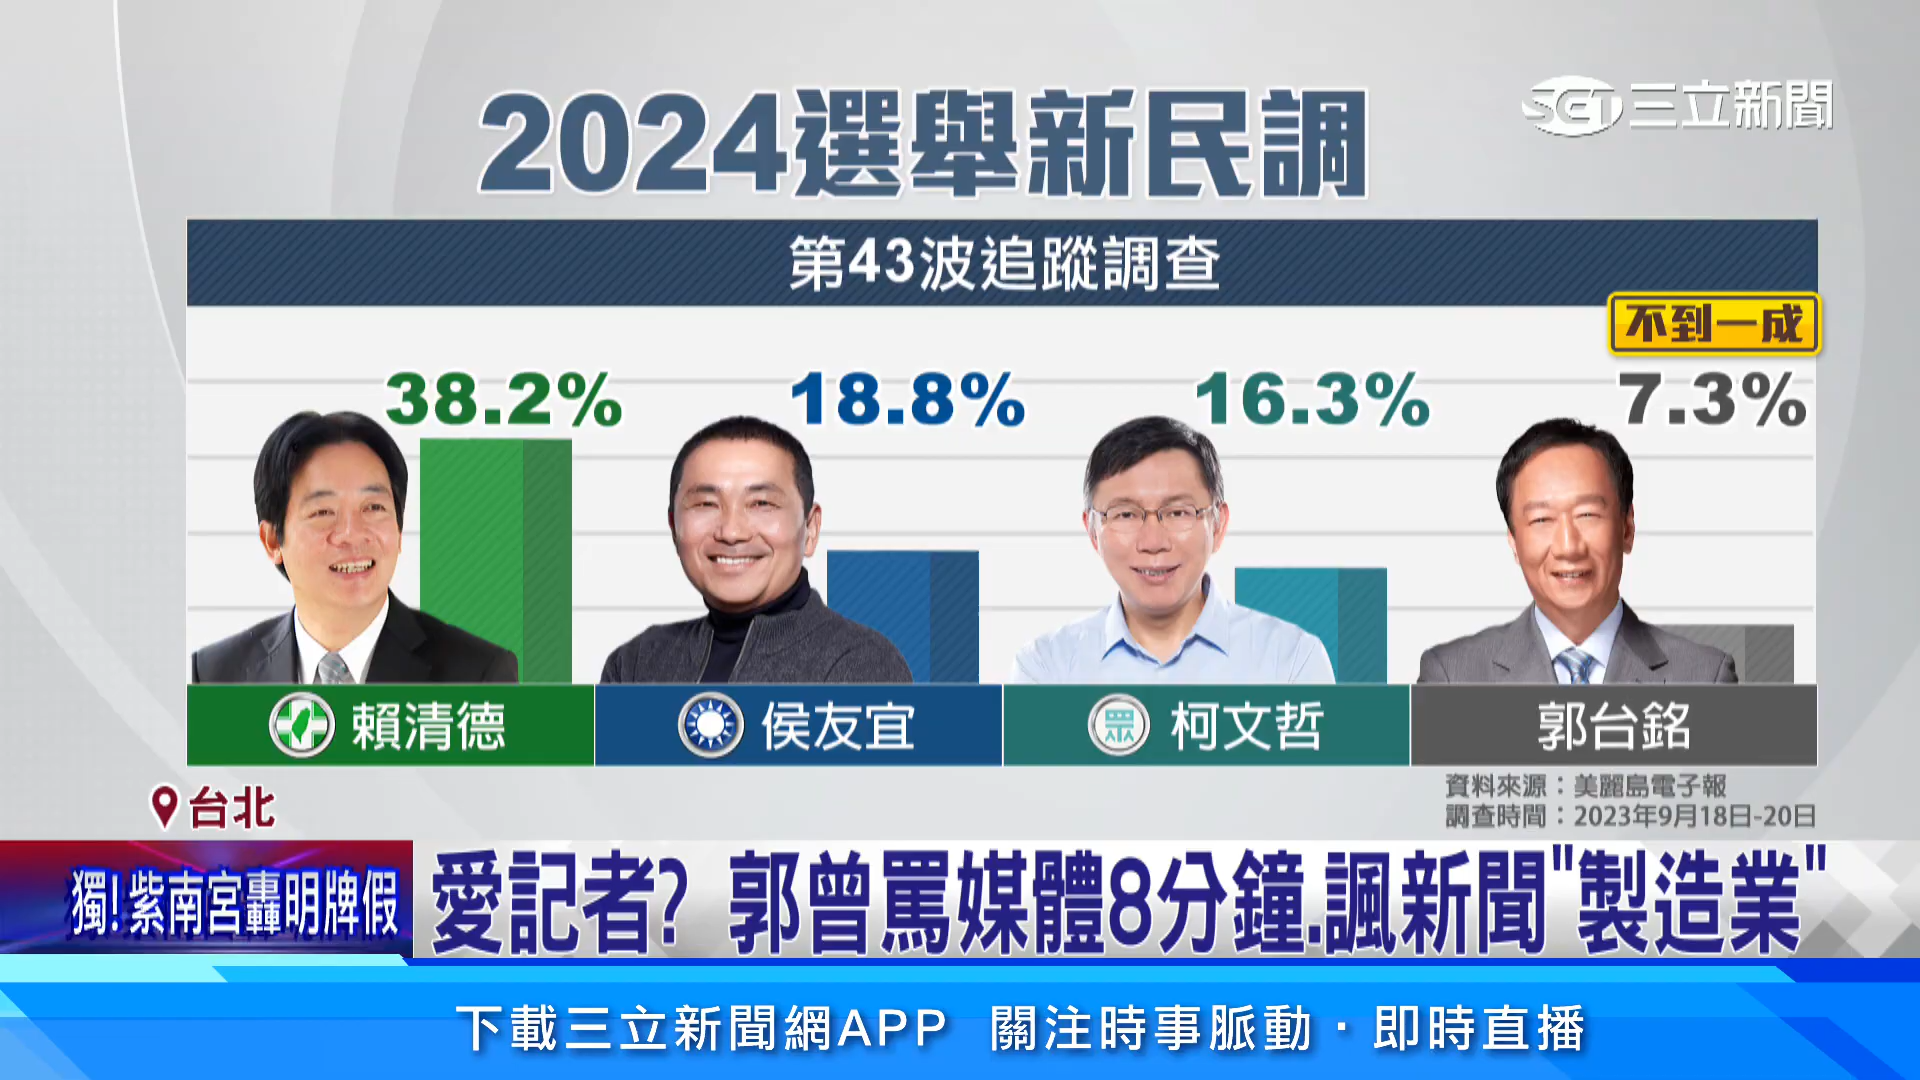 2024選舉新民調
SET三立新聞
第43波追蹤調查
不到一成
38.2%
18.8%
16.3%
7.3%
賴清德
侯友宜
眾
柯文哲
郭台銘
資料來源：美麗島電子報
調查時間：2023年9月18日-20日
台北
獨!紫南宮轟明牌假
愛記者? 郭曾罵媒體8分鐘.諷新聞"製造業"
下載三立新聞網APP 關注時事脈動・即時直播